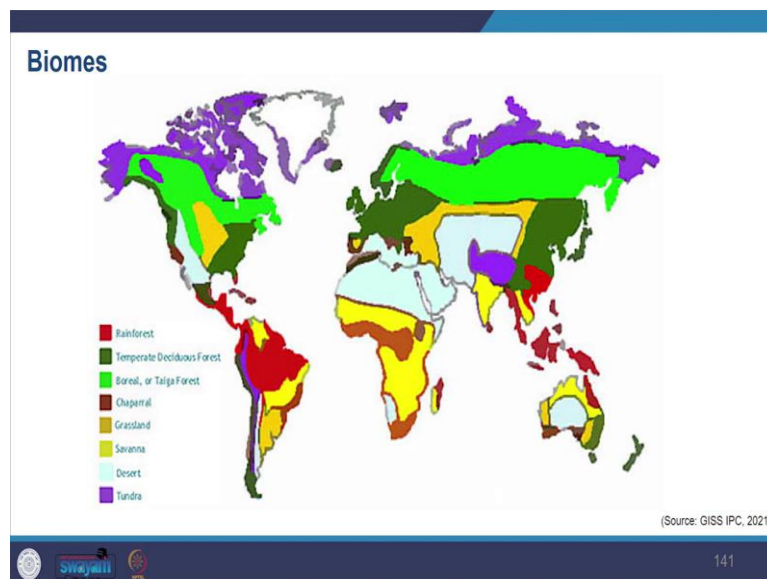 Biomes
Rainforest
Temperate Deciduous Forest
Boreal, or Taiga Forest
Chaparral
Grassland
Savanna
Desert
Tundra
(Source: GISS IPC, 2021
swayam
141